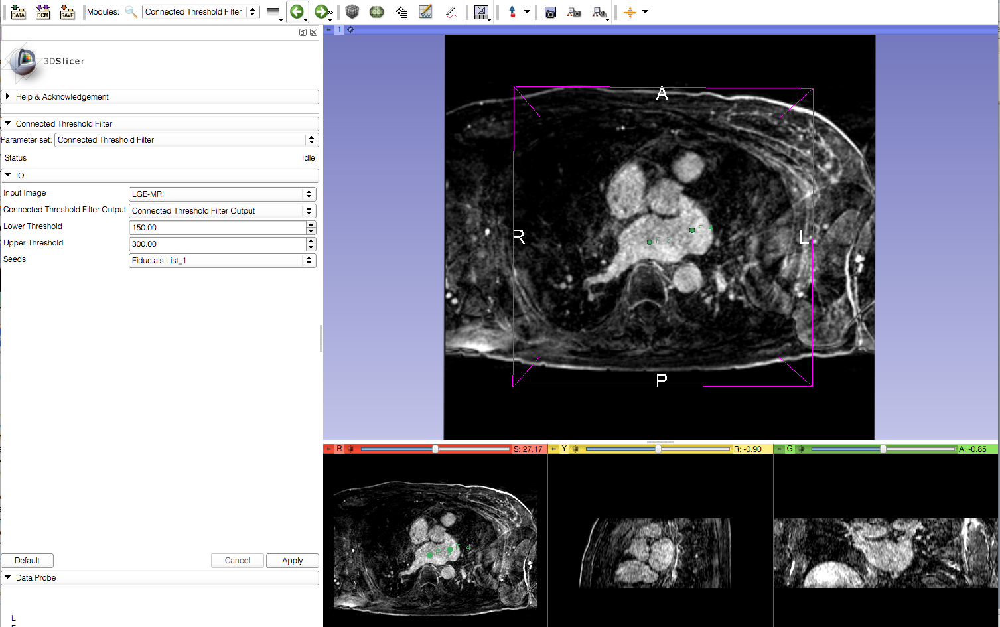 DATA DCM SAVE Modules: Connected Threshold Filter
1
3DSlicer
Help & Acknowledgement
Connected Threshold Filter
Parameter set: Connected Threshold Filter
Status Idle
IO
Input Image LGE-MRI
Connected Threshold Filter Output Connected Threshold Filter Output
Lower Threshold 150.00
Upper Threshold 300.00
Seeds Fiducials List_1
Default Cancel Apply
Data Probe
L
A
R
L
F_3
F_4
P
R S: 27.17
Y R: -0.90
G A: -0.85